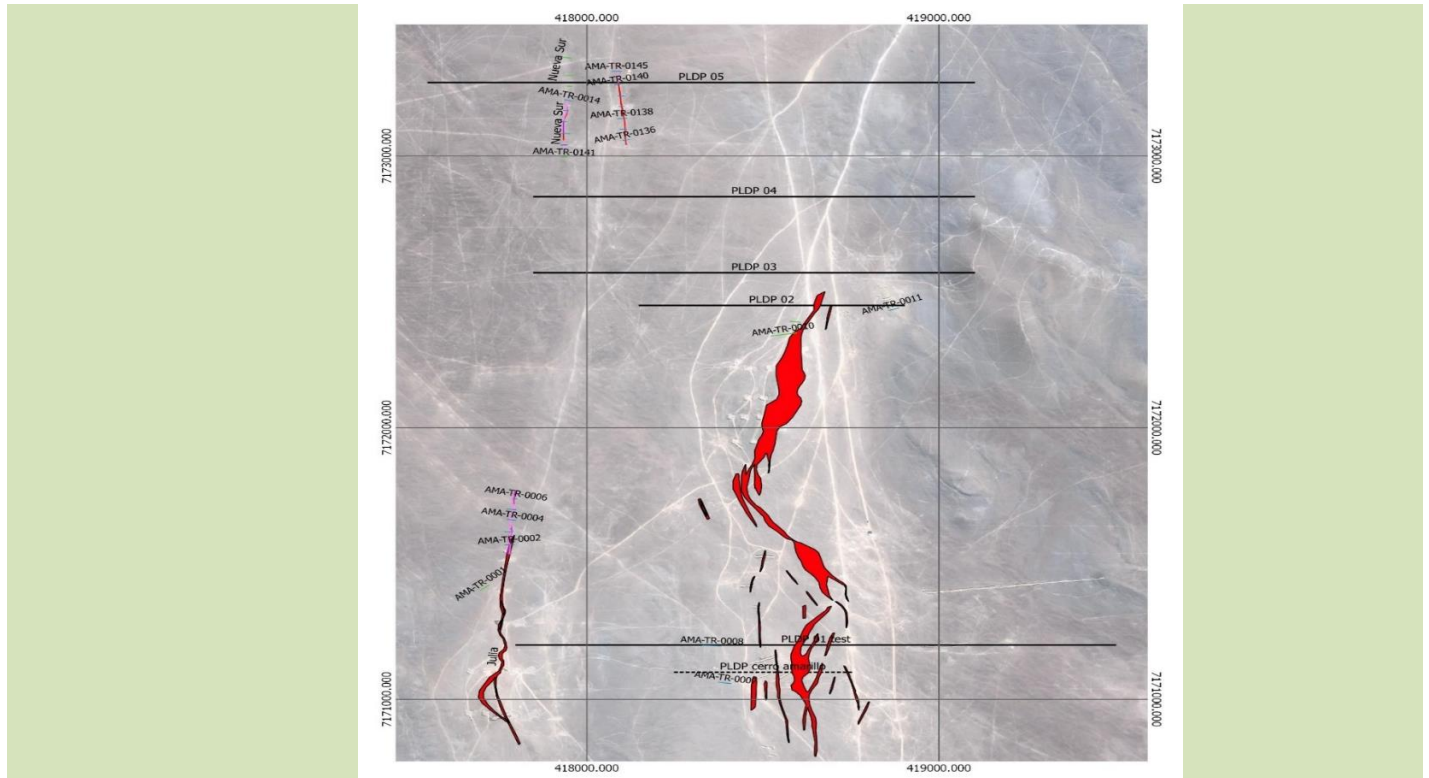 418000.000
419000.000
Nueva Sur
AMA-TR-0145
AMA-TR-0140
PLDP 05
AMA-TR-0014
Nueva Sur
AMA-TR-0138
AMA-TR-0136
AMA-TR-0141
7173000.000
7173000.000
PLDP 04
PLDP 03
PLDP 02
AMA-TR-0011
AMA-TR-0010
7172000.000
7172000.000
AMA-TR-0006
AMA-TR-0004
AMA-TR-0002
AMA-TR-0001
AMA-TR-0008
PLDP 01 test
Julia
PLDP cerro amarillo
7171000.000
7171000.000
418000.000
419000.000